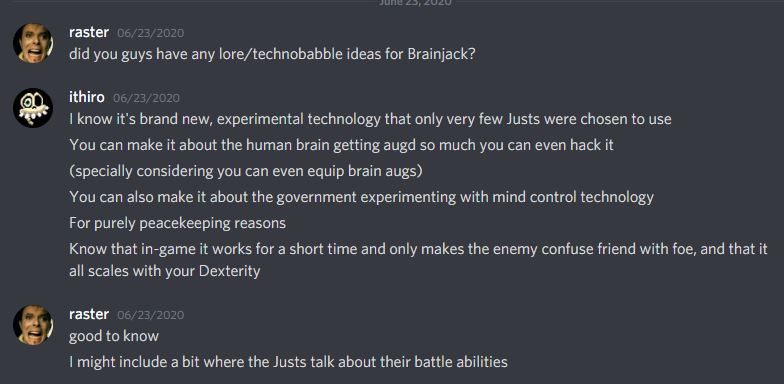 June 23, 2020
raster 06/23/2020
did you guys have any lore/technobabble ideas for Brainjack?
ithiro 06/23/2020
I know it's brand new, experimental technology that only very few Justs were chosen to use
You can make it about the human brain getting augd so much you can even hack it
(specially considering you can even equip brain augs)
You can also make it about the government experimenting with mind control technology
For purely peacekeeping reasons
Know that in-game it works for a short time and only makes the enemy confuse friend with foe, and that it
all scales with your Dexterity
raster 06/23/2020
good to know
I might include a bit where the Justs talk about their battle abilities